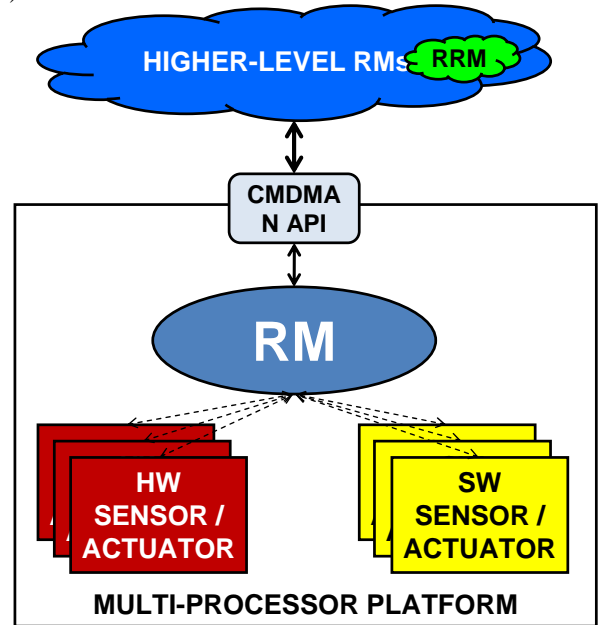 )
HIGHER-LEVEL RMs
RRM
CMDMA
N API
RM
HW
SENSOR /
ACTUATOR
SW
SENSOR /
ACTUATOR
MULTI-PROCESSOR PLATFORM